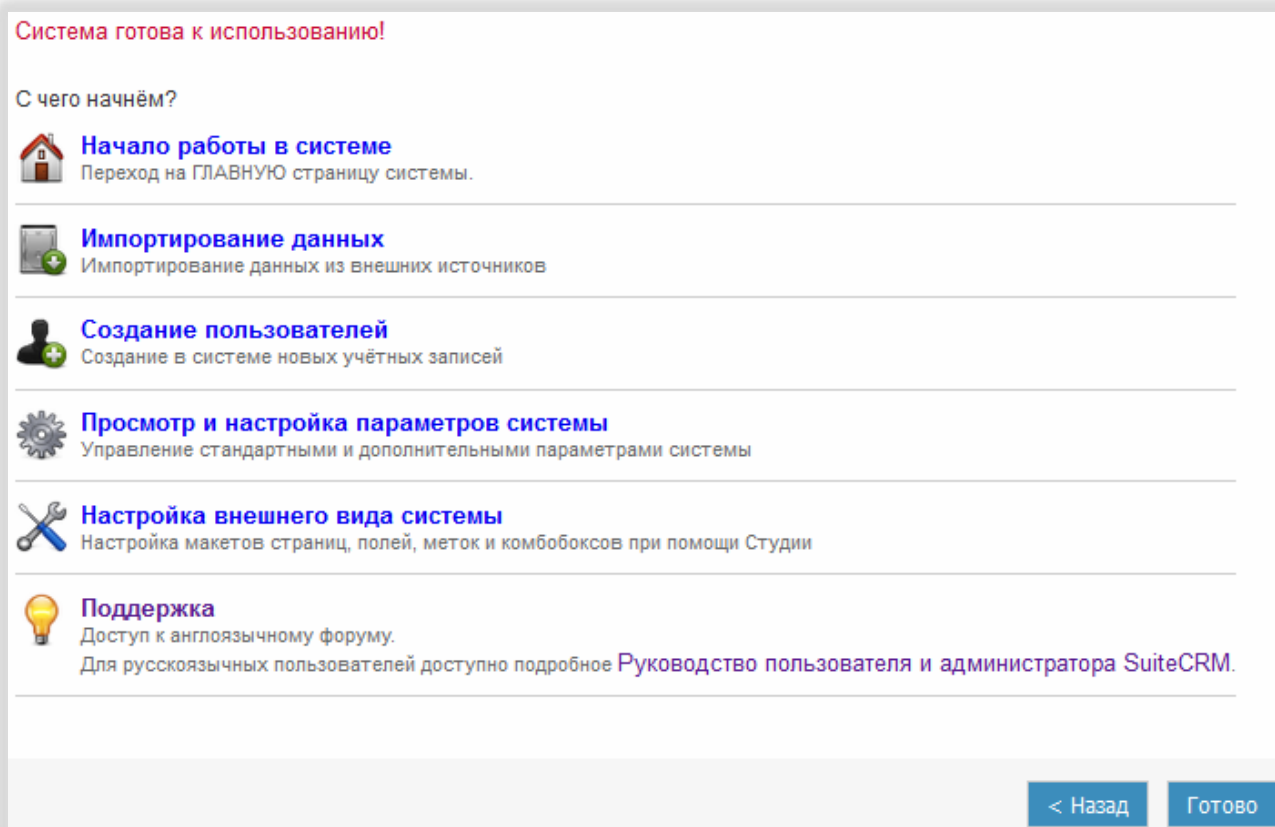 Система готова к использованию!
С чего начнём?
Начало работы в системе
Переход на ГЛАВНУЮ страницу системы.
Импортирование данных
Импортирование данных из внешних источников
Создание пользователей
Создание в системе новых учётных записей
Просмотр и настройка параметров системы
Управление стандартными и дополнительными параметрами системы
Настройка внешнего вида системы
Настройка макетов страниц, полей, меток и комбобоксов при помощи Студии
Поддержка
Доступ к англоязычному форуму.
Для русскоязычных пользователей доступно подробное Руководство пользователя и администратора SuiteCRM.
< Назад Готово